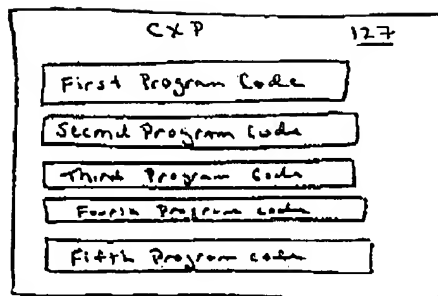 CXP 127
First Program Code
Second Program Code
Third Program Code
Fourth Program code
Fifth Program code